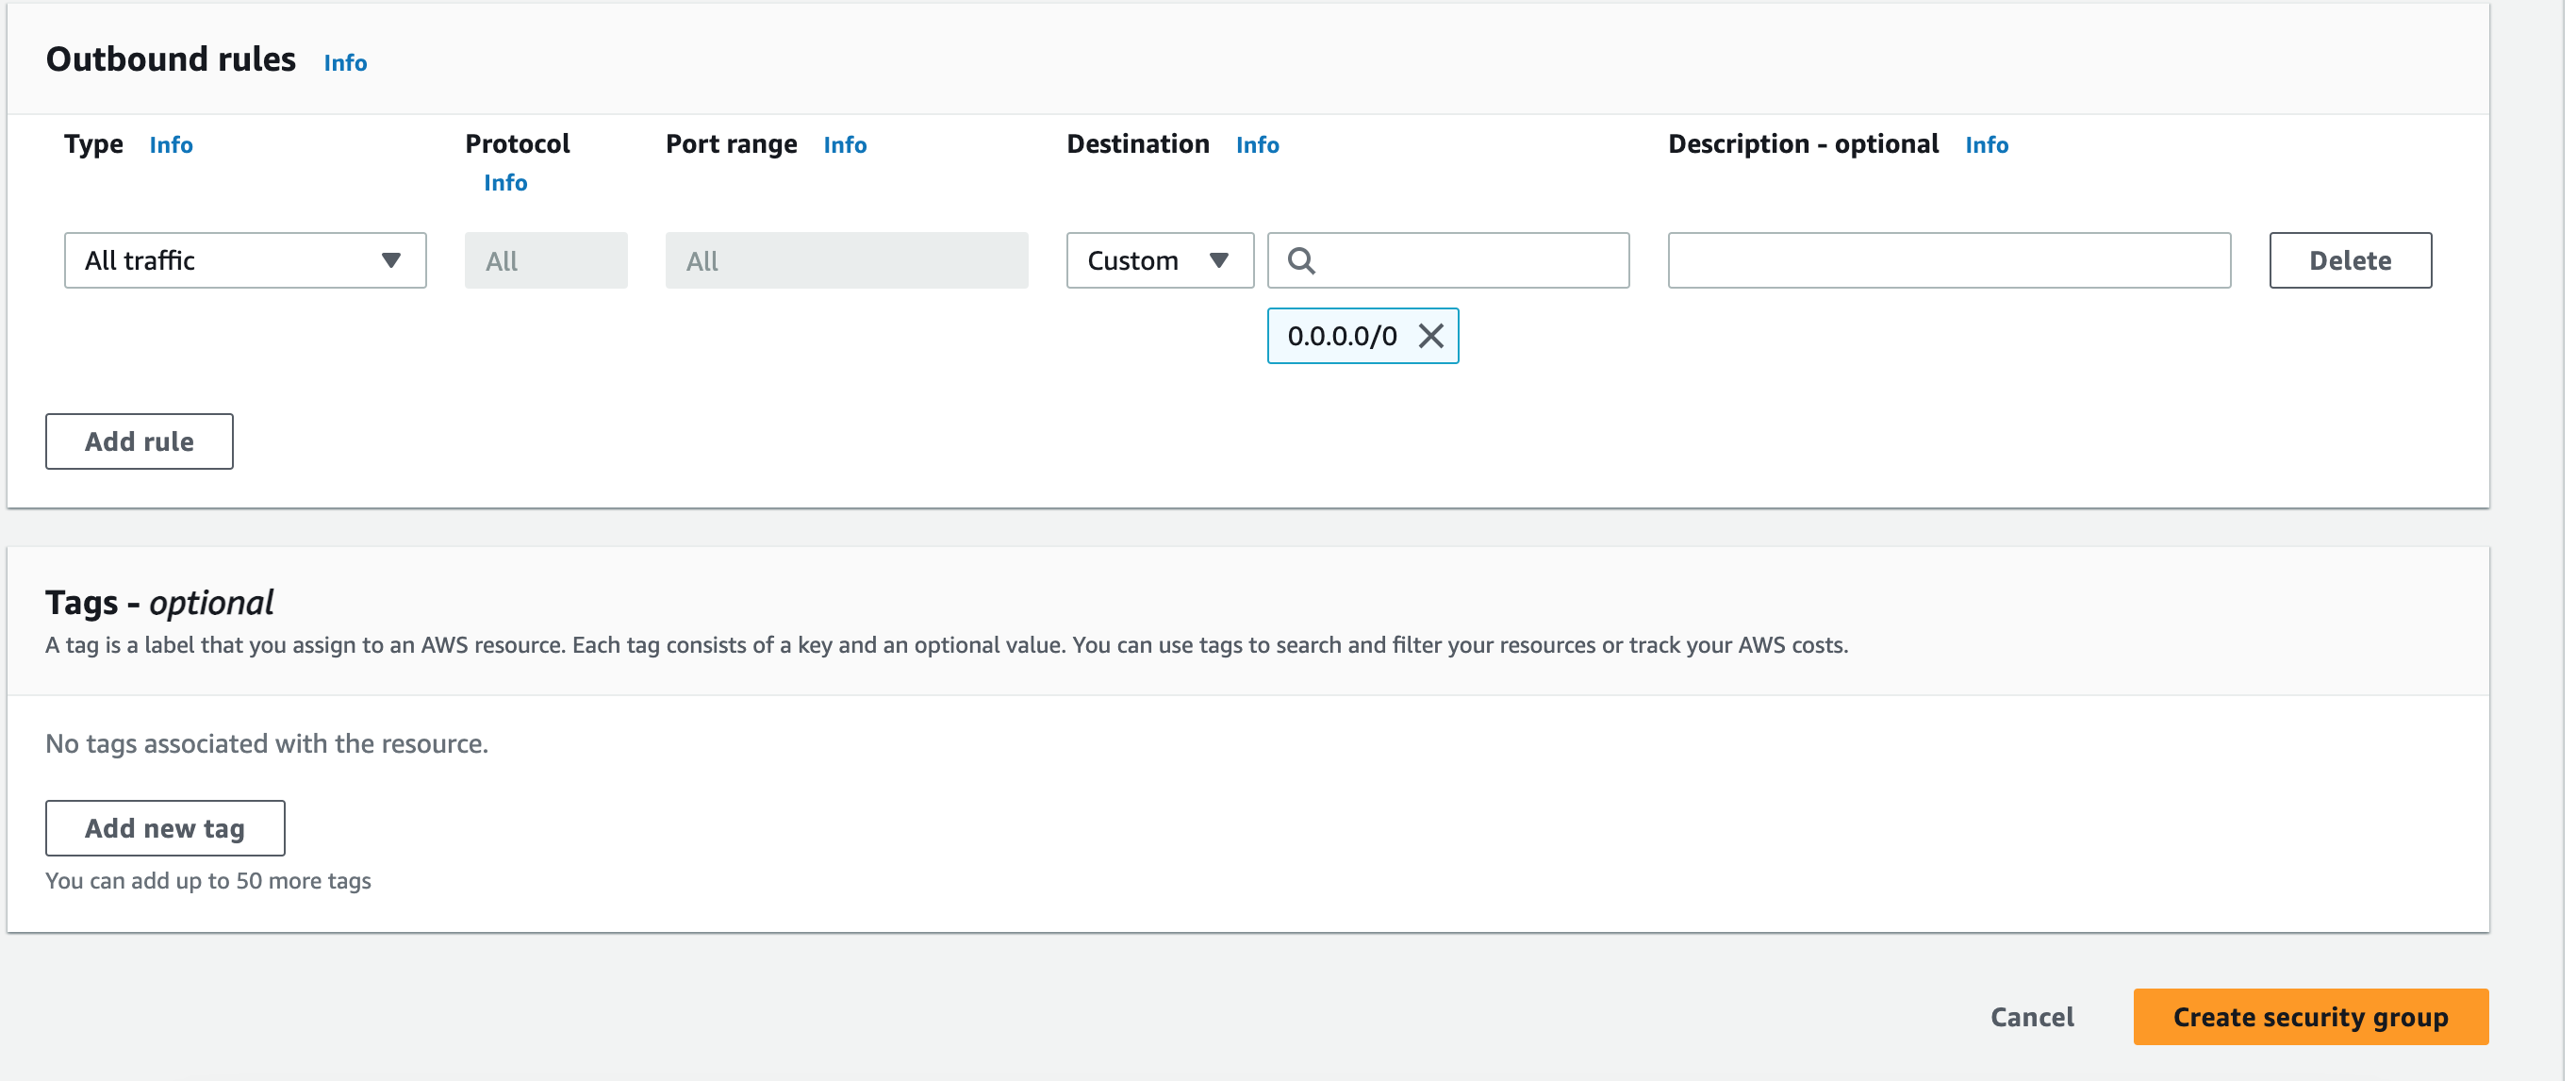 Outbound rules Info
Type Info Protocol Info Port range Info Destination Info Description - optional Info
All traffic All All Custom Delete
0.0.0.0/0
Add rule
Tags - optional
A tag is a label that you assign to an AWS resource. Each tag consists of a key and an optional value. You can use tags to search and filter your resources or track your AWS costs.
No tags associated with the resource.
Add new tag
You can add up to 50 more tags
Cancel Create security group